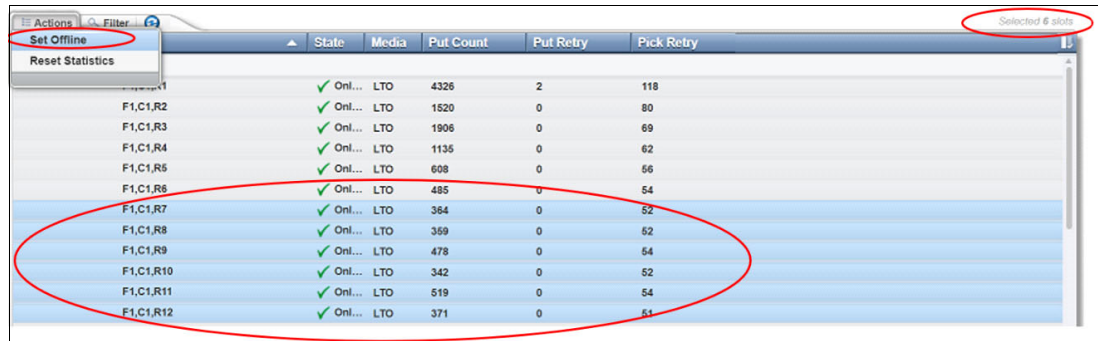 Actions Filter Selected 6 slots
Set Offline State Media Put Count Put Retry Pick Retry
Reset Statistics
Onl... LTO 4326 2 118
F1,C1,R2 Onl... LTO 1520 0 80
F1,C1,R3 Onl... LTO 1906 0 69
F1,C1,R4 Onl... LTO 1135 0 62
F1,C1,R5 Onl... LTO 608 0 56
F1,C1,R6 Onl... LTO 485 0 54
F1,C1,R7 Onl... LTO 364 0 52
F1,C1,R8 Onl... LTO 359 0 52
F1,C1,R9 Onl... LTO 478 0 54
F1,C1,R10 Onl... LTO 342 0 52
F1,C1,R11 Onl... LTO 519 0 54
F1,C1,R12 Onl... LTO 371 0 51